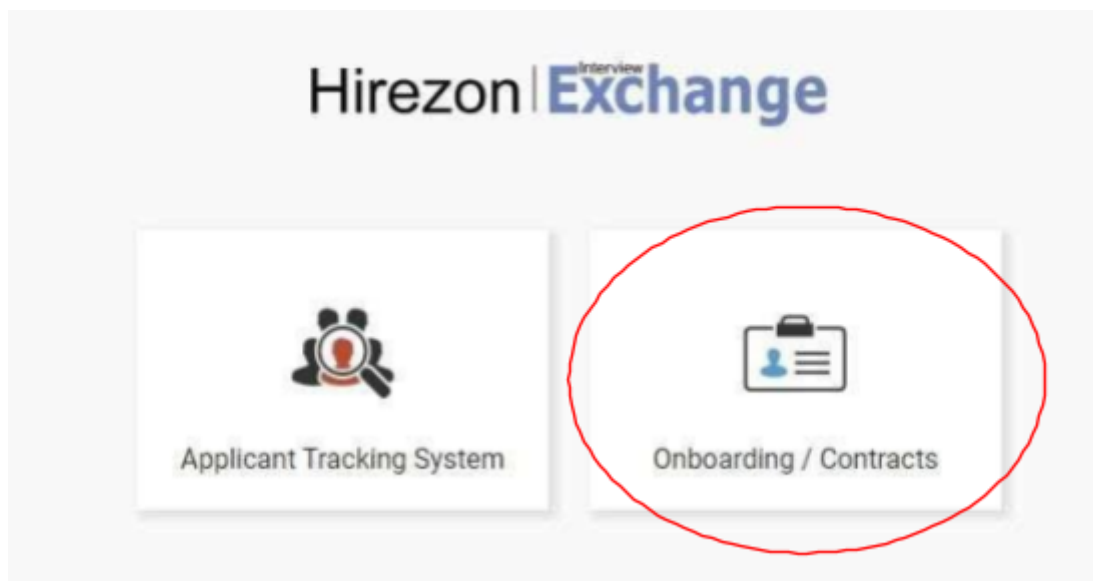 Hirezon Interview Exchange
Applicant Tracking System
Onboarding / Contracts